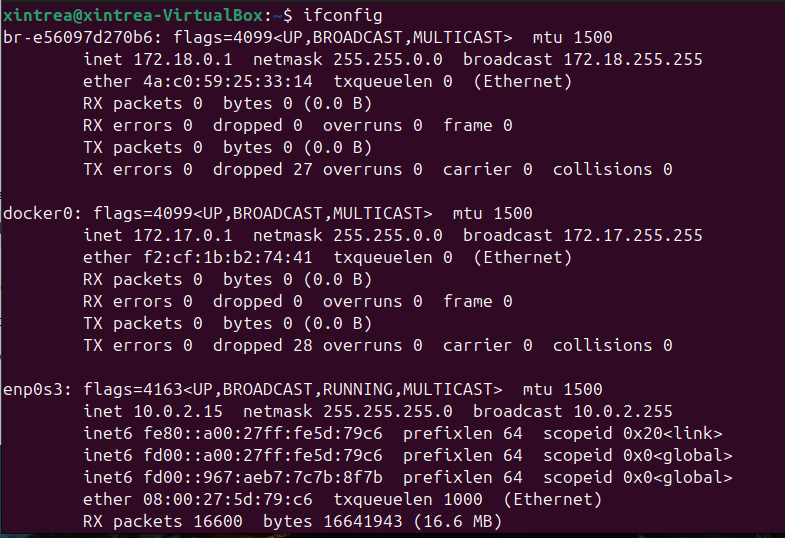 xintrea@xintrea-VirtualBox:~$ ifconfig
br-e56097d270b6: flags=4099<UP,BROADCAST,MULTICAST>  mtu 1500
        inet 172.18.0.1  netmask 255.255.0.0  broadcast 172.18.255.255
        ether 4a:c0:59:25:33:14  txqueuelen 0  (Ethernet)
        RX packets 0  bytes 0 (0.0 B)
        RX errors 0  dropped 0  overruns 0  frame 0
        TX packets 0  bytes 0 (0.0 B)
        TX errors 0  dropped 27 overruns 0  carrier 0  collisions 0

docker0: flags=4099<UP,BROADCAST,MULTICAST>  mtu 1500
        inet 172.17.0.1  netmask 255.255.0.0  broadcast 172.17.255.255
        ether f2:cf:1b:b2:74:41  txqueuelen 0  (Ethernet)
        RX packets 0  bytes 0 (0.0 B)
        RX errors 0  dropped 0  overruns 0  frame 0
        TX packets 0  bytes 0 (0.0 B)
        TX errors 0  dropped 28 overruns 0  carrier 0  collisions 0

enp0s3: flags=4163<UP,BROADCAST,RUNNING,MULTICAST>  mtu 1500
        inet 10.0.2.15  netmask 255.255.255.0  broadcast 10.0.2.255
        inet6 fe80::a00:27ff:fe5d:79c6  prefixlen 64  scopeid 0x20<link>
        inet6 fd00::a00:27ff:fe5d:79c6  prefixlen 64  scopeid 0x0<global>
        inet6 fd00::967:aeb7:7c7b:8f7b  prefixlen 64  scopeid 0x0<global>
        ether 08:00:27:5d:79:c6  txqueuelen 1000  (Ethernet)
        RX packets 16600  bytes 16641943 (16.6 MB)